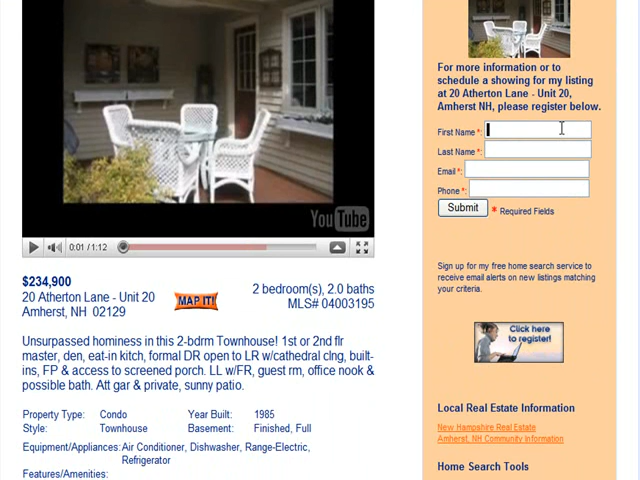 YouTube
0:01 / 1:12
$234,900
20 Atherton Lane - Unit 20
Amherst, NH 02129
MAP IT!
2 bedroom(s), 2.0 baths
MLS# 04003195
Unsurpassed hominess in this 2-bdrm Townhouse! 1st or 2nd flr
master, den, eat-in kitch, formal DR open to LR w/cathedral clng, built-
ins, FP & access to screened porch. LL w/FR, guest rm, office nook &
possible bath. Att gar & private, sunny patio.
Property Type: Condo Year Built: 1985
Style: Townhouse Basement: Finished, Full
Equipment/Appliances: Air Conditioner, Dishwasher, Range-Electric,
Refrigerator
Features/Amenities:
For more information or to
schedule a showing for my listing
at 20 Atherton Lane - Unit 20,
Amherst NH, please register below.
First Name *:
Last Name *:
Email *:
Phone *:
Submit * Required Fields
Sign up for my free home search service to
receive email alerts on new listings matching
your criteria.
Click here
to register!
Local Real Estate Information
New Hampshire Real Estate
Amherst, NH Community Information
Home Search Tools